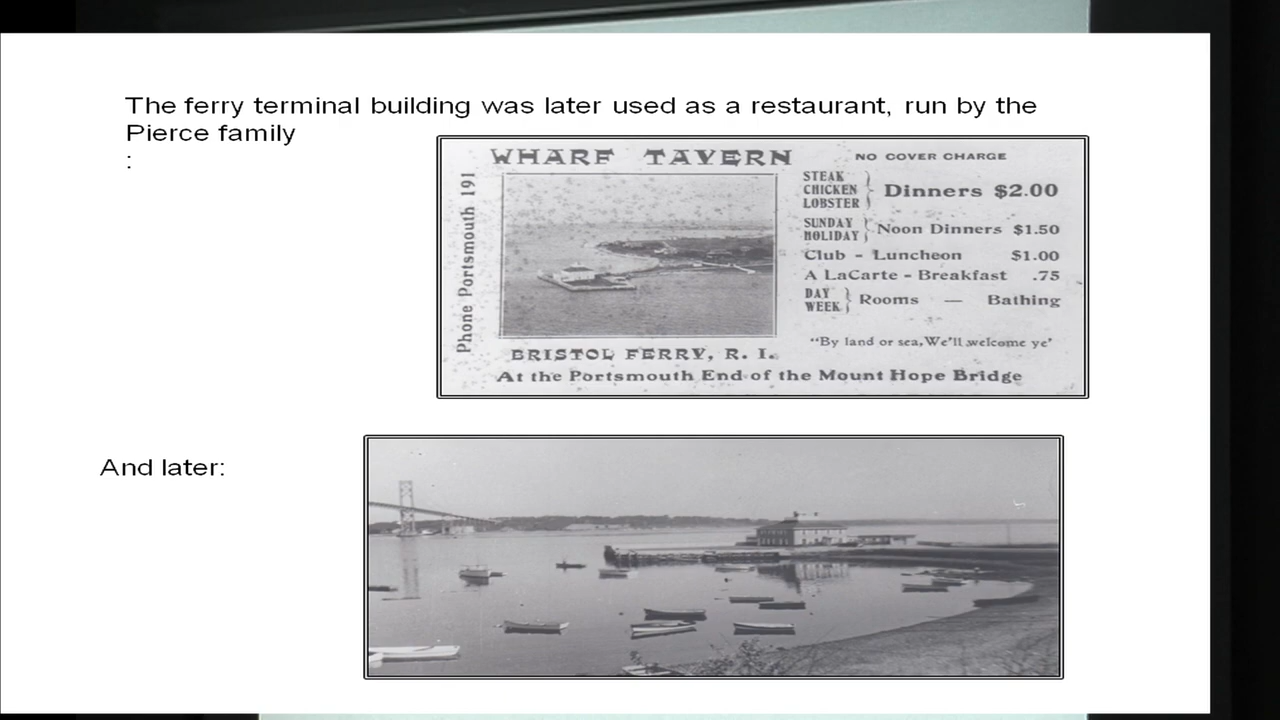 The ferry terminal building was later used as a restaurant, run by the
Pierce family
:
WHARF TAVERN
Phone Portsmouth 191
BRISTOL FERRY, R. I.
NO COVER CHARGE
STEAK
CHICKEN
LOBSTER
Dinners $2.00
SUNDAY
HOLIDAY
Noon Dinners $1.50
Club - Luncheon $1.00
A LaCarte - Breakfast .75
DAY
WEEK
Rooms — Bathing
"By land or sea, We'll welcome ye'
At the Portsmouth End of the Mount Hope Bridge
And later: